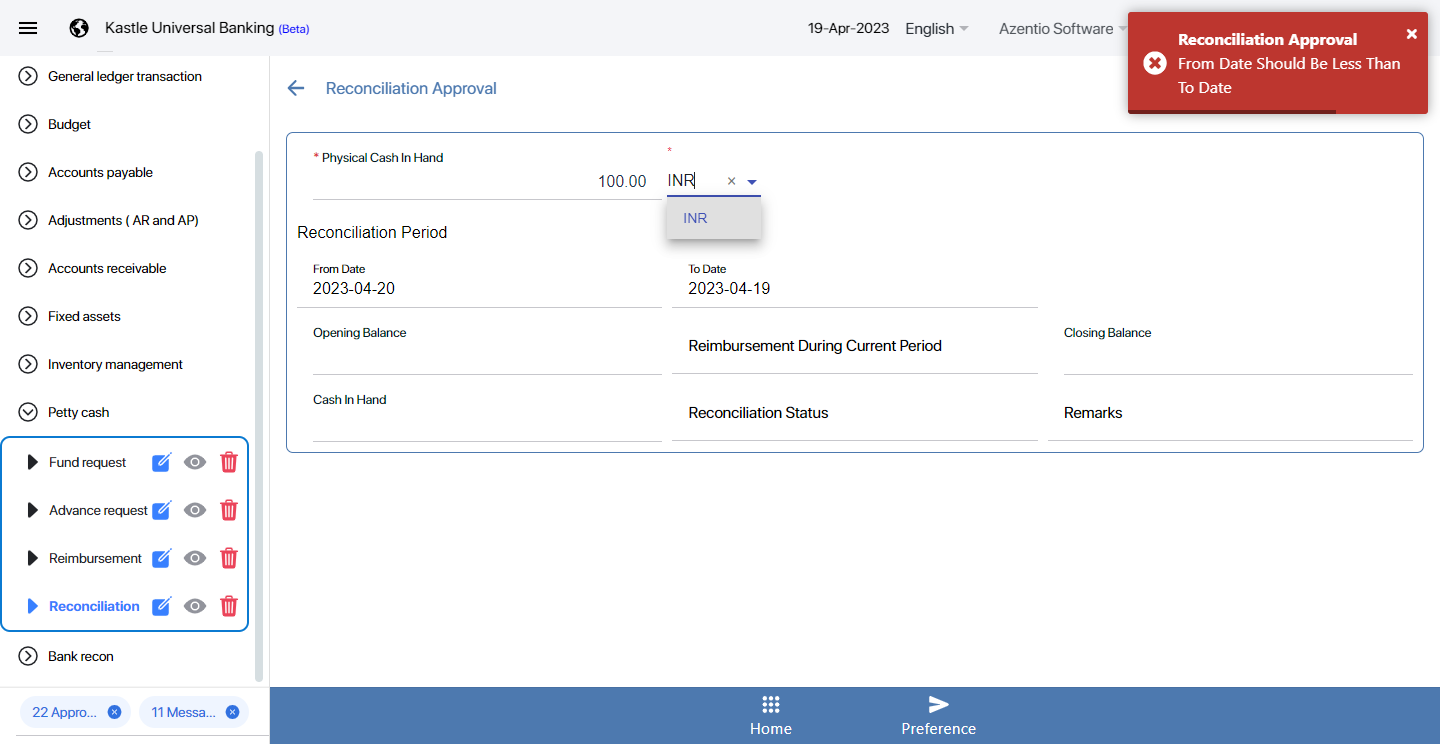 Kastle Universal Banking (Beta)
19-Apr-2023
English
Azentio Software
Reconciliation Approval
From Date Should Be Less Than
To Date
General ledger transaction
Budget
Accounts payable
Adjustments ( AR and AP)
Accounts receivable
Fixed assets
Inventory management
Petty cash
Fund request
Advance request
Reimbursement
Reconciliation
Bank recon
22 Appro...
11 Messa...
Reconciliation Approval
* Physical Cash In Hand
*
100.00
INR
INR
Reconciliation Period
From Date
2023-04-20
To Date
2023-04-19
Opening Balance
Reimbursement During Current Period
Closing Balance
Cash In Hand
Reconciliation Status
Remarks
Home
Preference